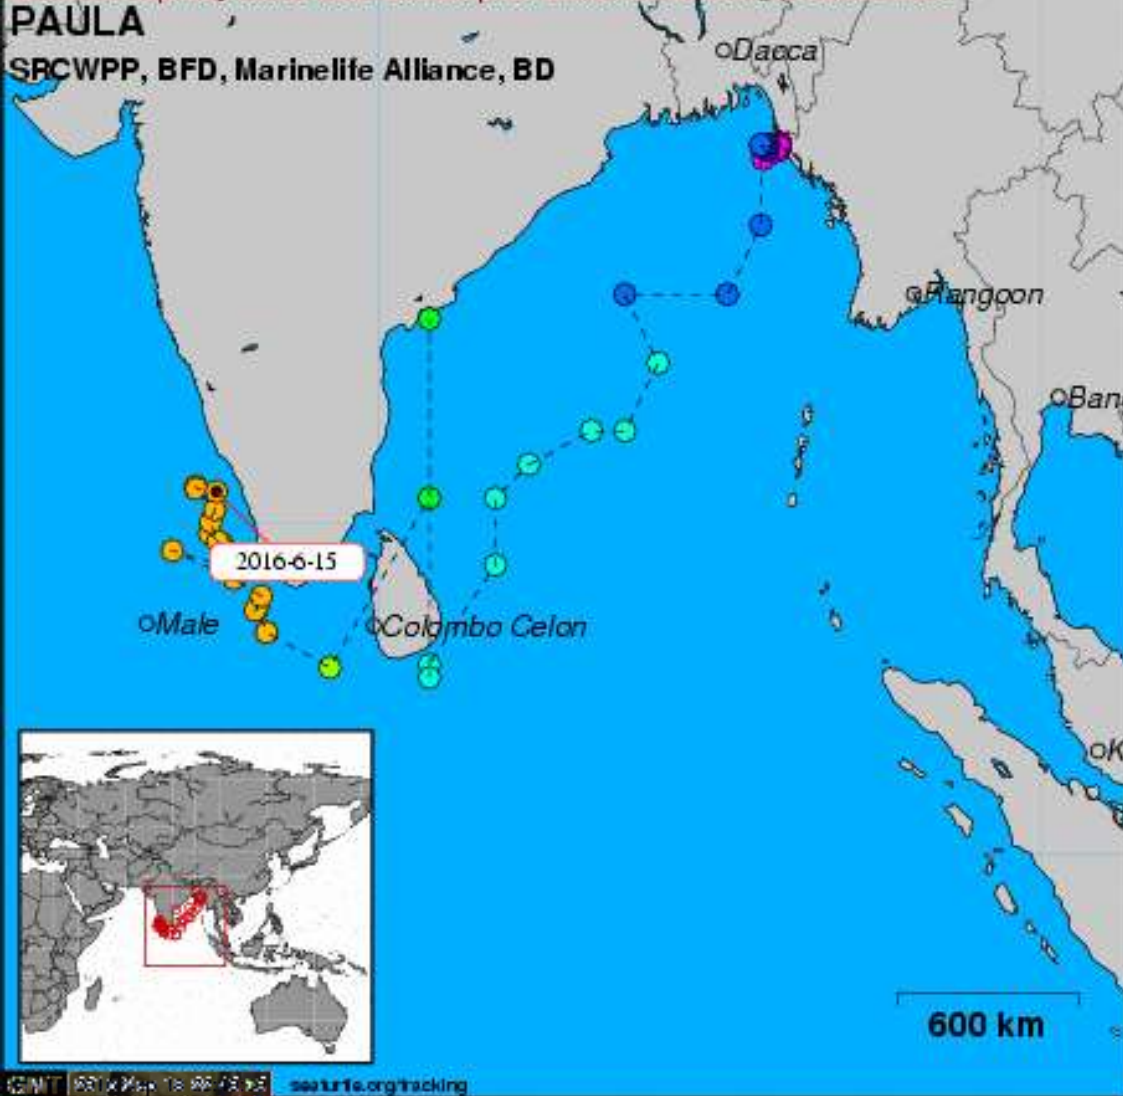 PAULA
SRCWPP, BFD, Marinelife Alliance, BD
Dacca
Rangoon
Ban
2016-6-15
Male
Colombo Celon
K
600 km
seaturtle.org/tracking